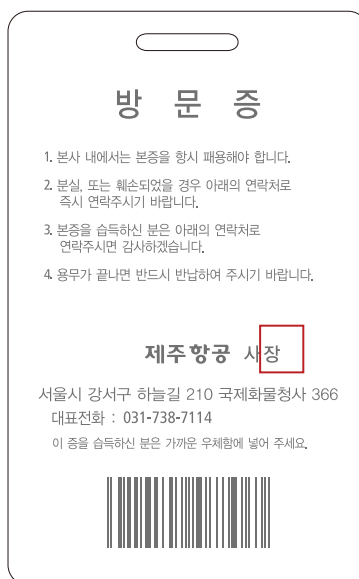 방 문 증
1. 본사 내에서는 본증을 항시 패용해야 합니다.
2. 분실, 또는 훼손되었을 경우 아래의 연락처로
즉시 연락주시기 바랍니다.
3. 본증을 습득하신 분은 아래의 연락처로
연락주시면 감사하겠습니다.
4. 용무가 끝나면 반드시 반납하여 주시기 바랍니다.
제주항공 사장
서울시 강서구 하늘길 210 국제화물청사 366
대표전화 : 031-738-7114
이 증을 습득하신 분은 가까운 우체함에 넣어 주세요.